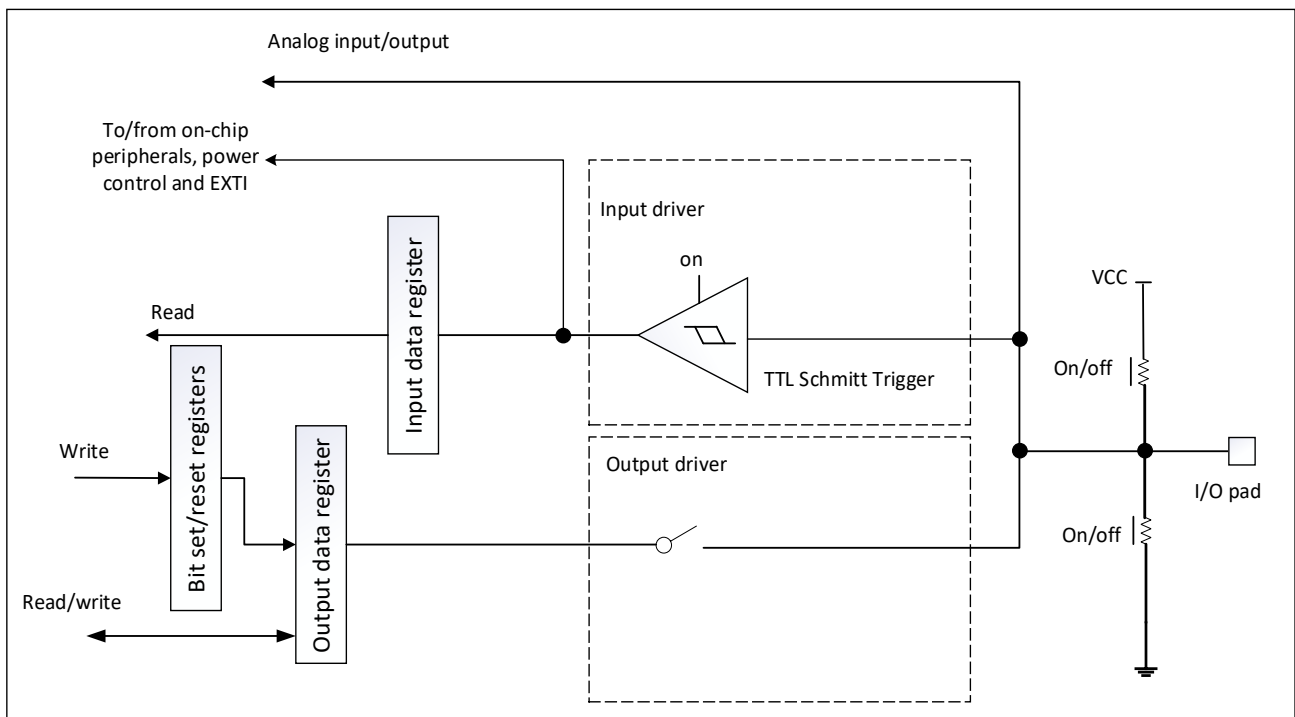 Analog input/output
To/from on-chip
peripherals, power
control and EXTI
Input driver
on
Input data register
VCC
Read
On/off
TTL Schmitt Trigger
Bit set/reset registers
Output data register
Write
Output driver
I/O pad
On/off
Read/write